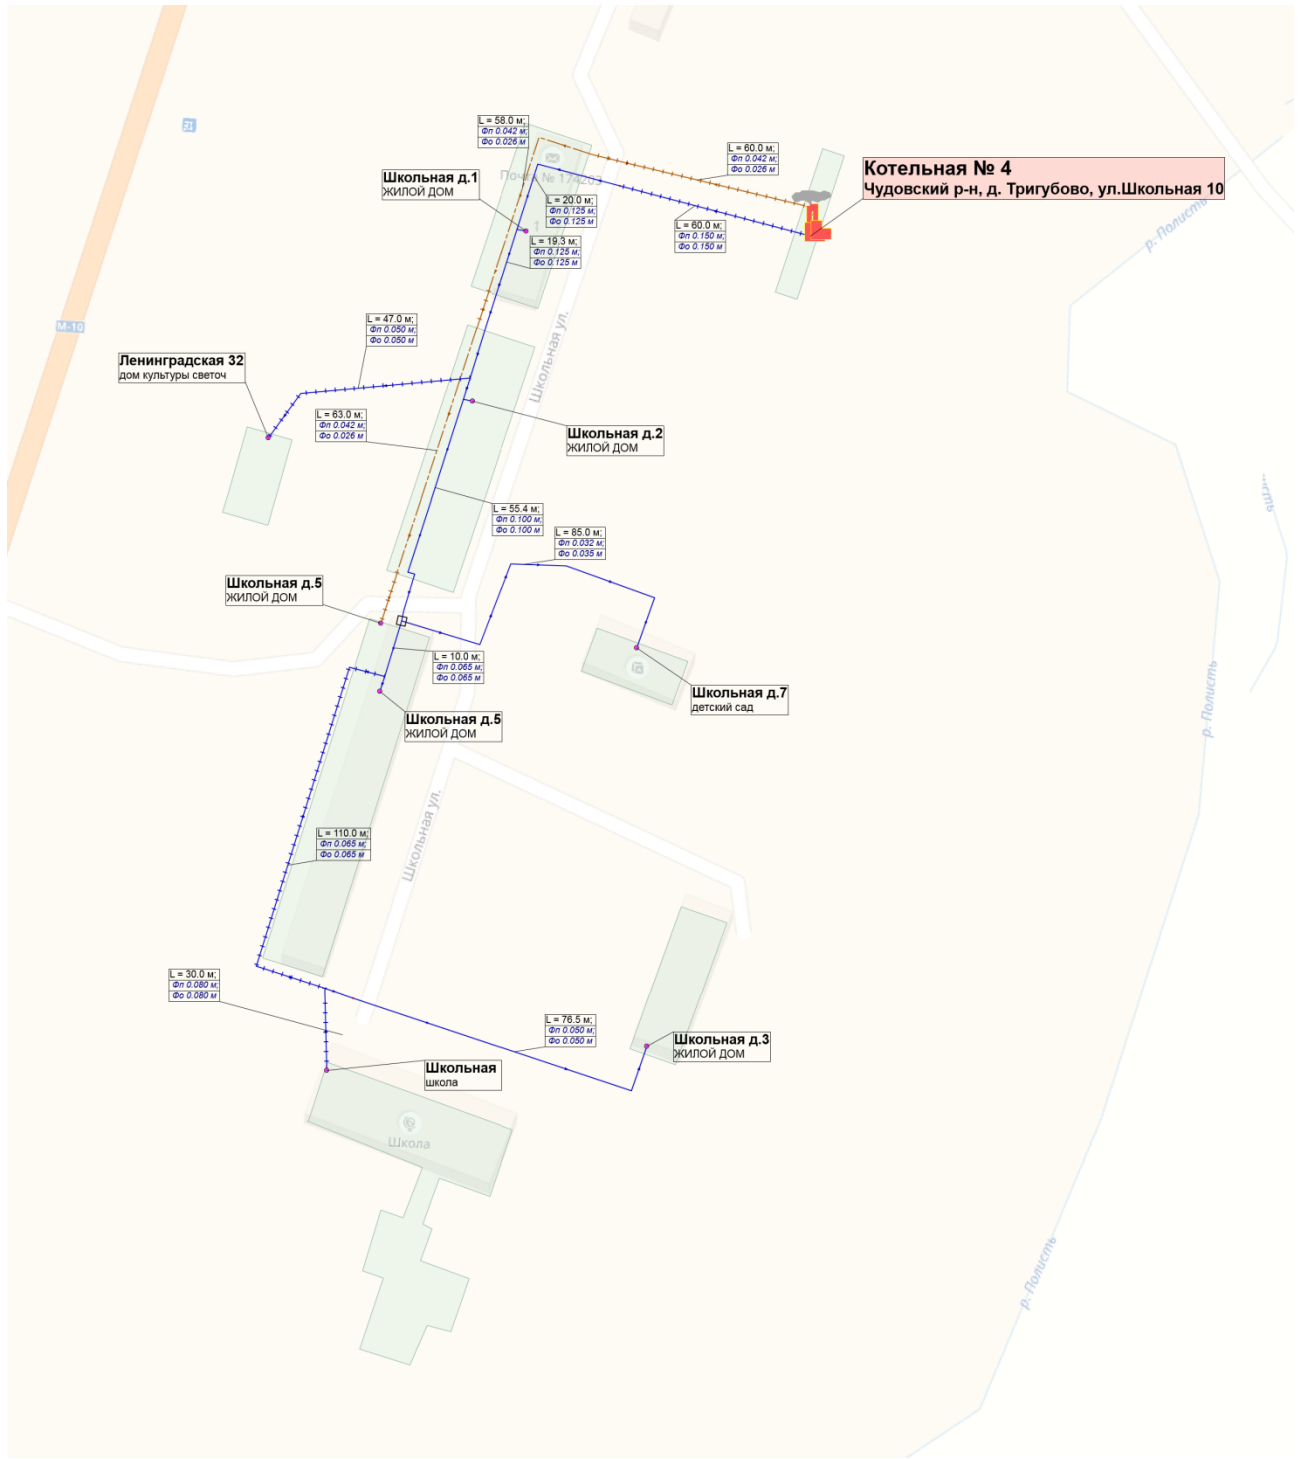 L = 58.0 м;
Фп 0.042 м;
Фо 0.026 м
L = 60.0 м;
Фп 0.042 м
Фо 0.026 м
Котельная № 4
Чудовский р-н, д. Тригубово, ул.Школьная 10
Школьная д.1
ЖИЛОЙ ДОМ
L = 20.0 м;
Фп 0.125 м;
Фо 0.125 м
1
L = 60.0 м;
Фп 0.150 м
Фо 0.150 м
L = 19.3 м;
Фп 0.125 м
Фо 0.125 м
р. Полисть
М-10
L = 47.0 м;
Фп 0.050 м;
Фо 0.050 м
Школьная ул.
Ленинградская 32
дом культуры светоч
L = 63.0 м;
Фп 0.042 м;
Фо 0.026 м
Школьная д.2
ЖИЛОЙ ДОМ
L = 55.4 м;
Фп 0.100 м;
Фо 0.100 м
L = 85.0 м;
Фп 0.032 м;
Фо 0.035 м
Школьная д.5
ЖИЛОЙ ДОМ
L = 10.0 м;
Фп 0.065 м;
Фо 0.065 м
Школьная д.7
детский сад
р. Полисть
Школьная д.5
ЖИЛОЙ ДОМ
L = 110.0 м;
Фп 0.065 м;
Фо 0.065 м
Школьная ул.
L = 30.0 м;
Фп 0.080 м;
Фо 0.080 м
L = 76.5 м;
Фп 0.050 м;
Фо 0.050 м
Школьная д.3
ЖИЛОЙ ДОМ
Школьная
школа
Школа
р. Полисть